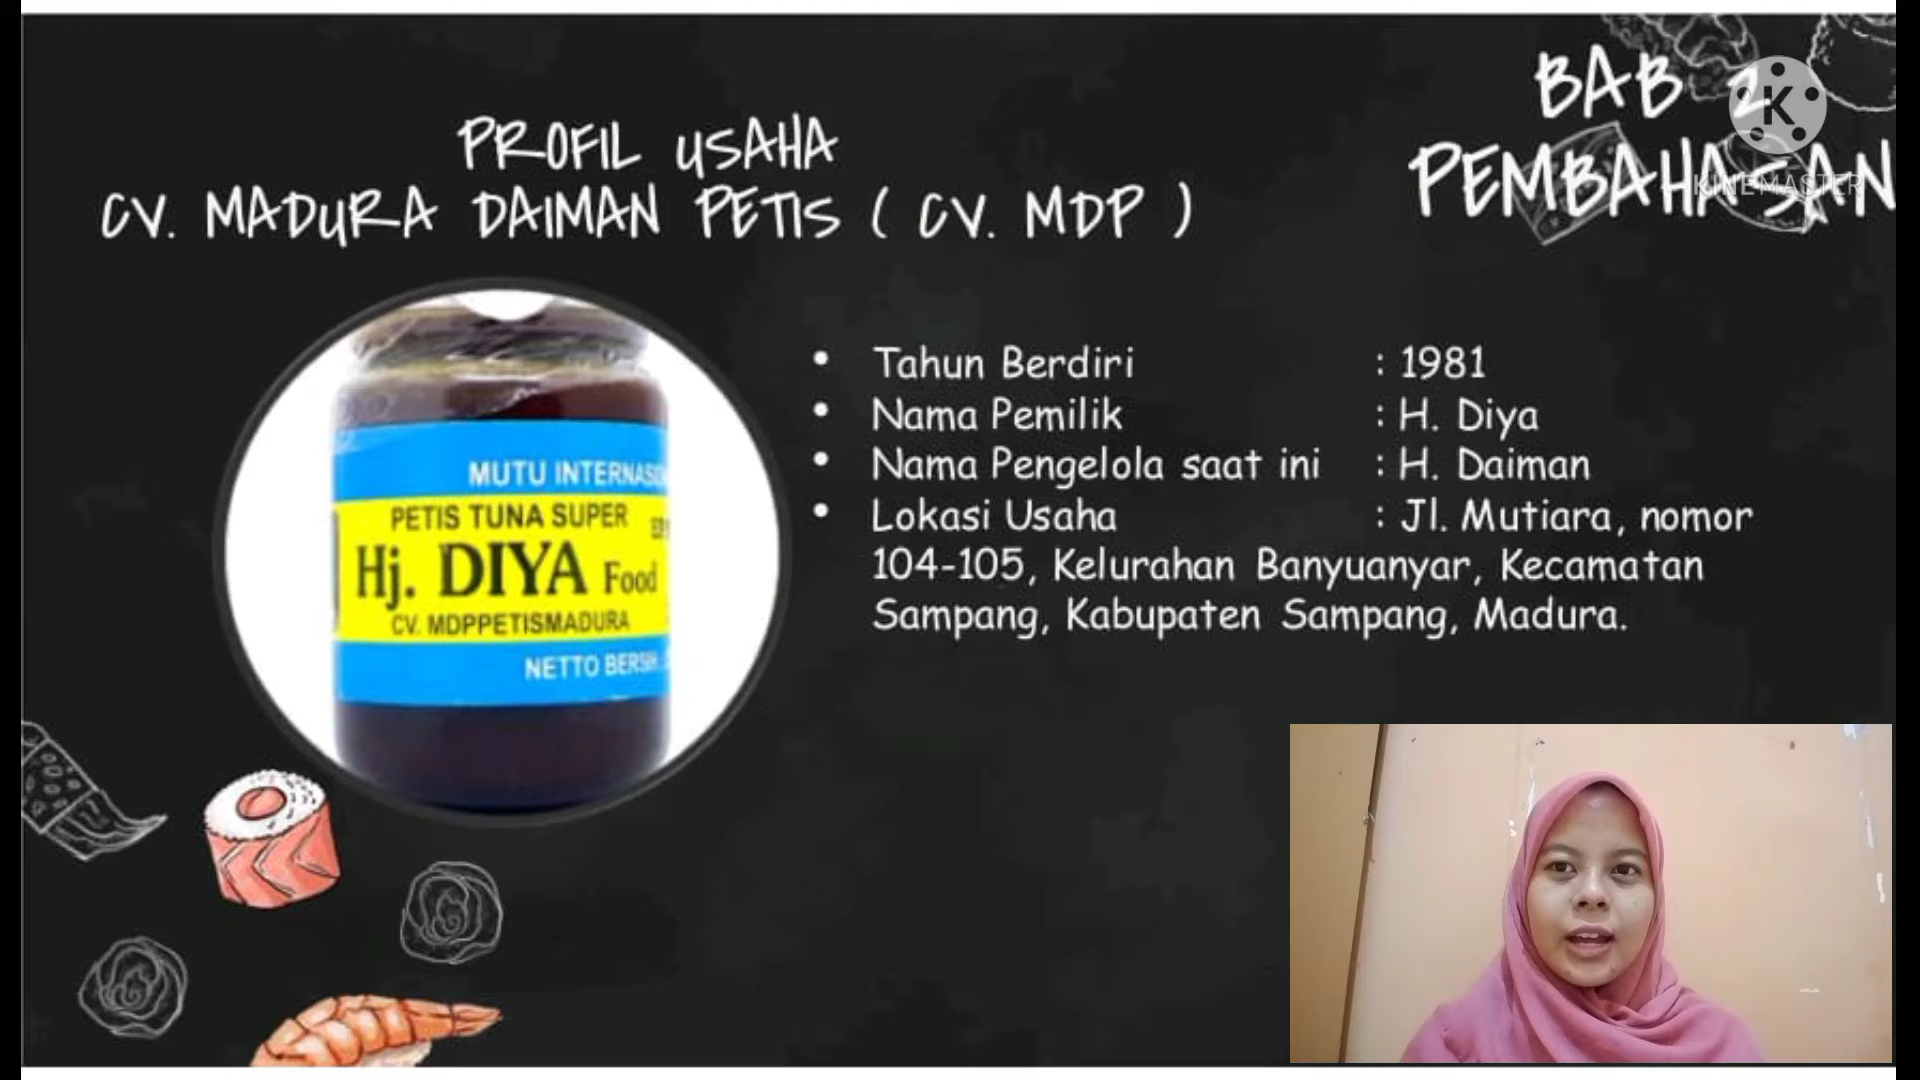 BAB 2
PEMBAHASAN
K
KINEMASTER
PROFIL USAHA
CV. MADURA DAIMAN PETIS ( CV. MDP )
• Tahun Berdiri : 1981
• Nama Pemilik : H. Diya
• Nama Pengelola saat ini : H. Daiman
• Lokasi Usaha : Jl. Mutiara, nomor
104-105, Kelurahan Banyuanyar, Kecamatan
Sampang, Kabupaten Sampang, Madura.
MUTU
PETIS TUNA SUPER
Hj. DIYA Food
CV. MDPPETISMADURA
NETTO